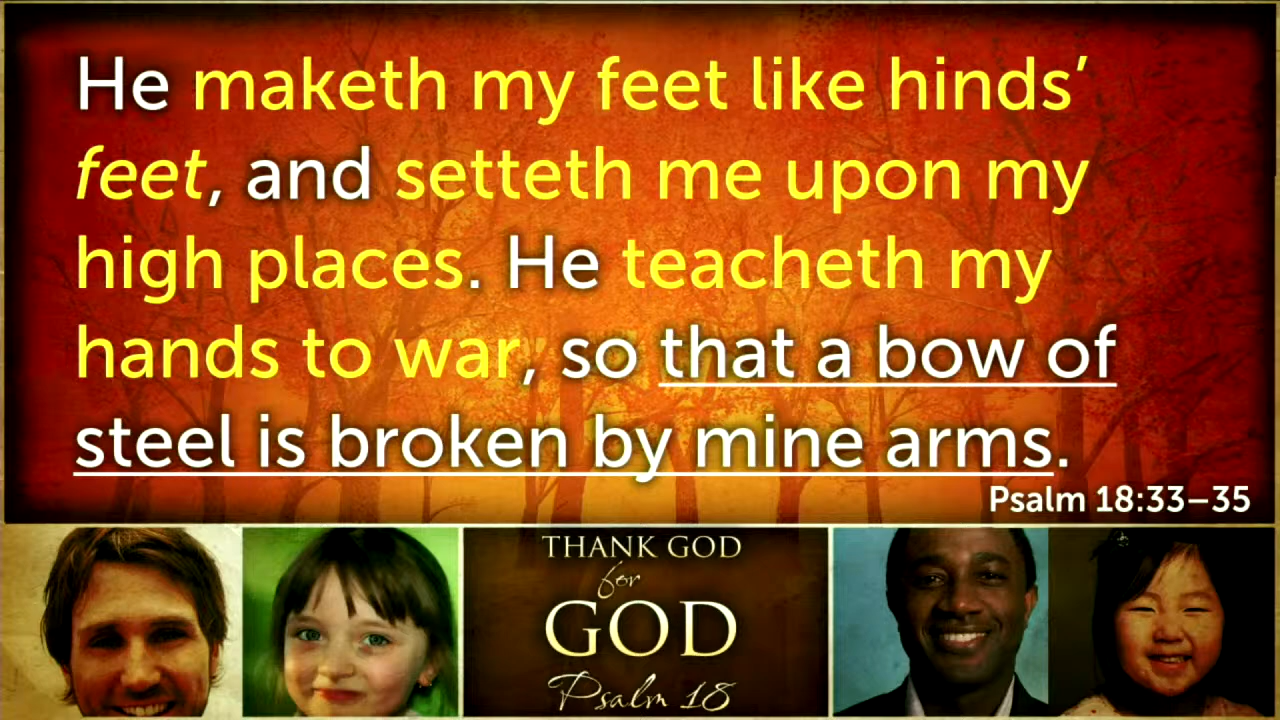 He maketh my feet like hinds’
feet, and setteth me upon my
high places. He teacheth my
hands to war, so that a bow of
steel is broken by mine arms.
Psalm 18:33–35
THANK GOD
for
GOD
Psalm 18